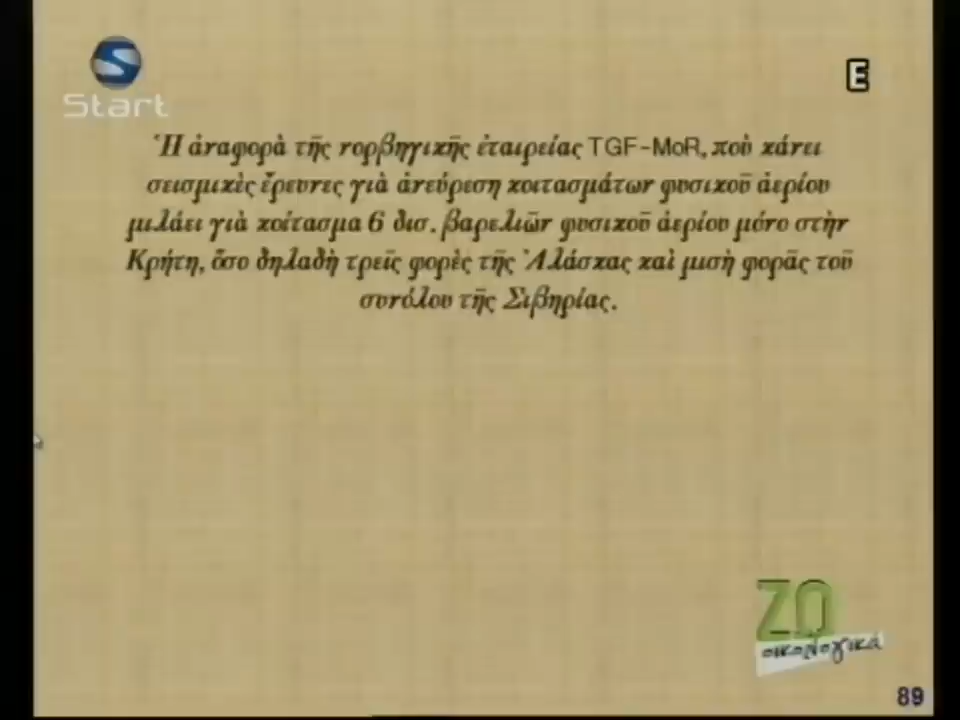 Start
E
Ἡ ἀναφορὰ τῆς νορβηγικῆς ἑταιρείας TGF-MoR, ποὺ κάνει
σεισμικὲς ἔρευνες γιὰ ἀνεύρεση κοιτασμάτων φυσικοῦ ἀερίου
μιλάει γιὰ κοίτασμα 6 δισ. βαρελιῶν φυσικοῦ ἀερίου μόνο στὴν
Κρήτη, ὅσο δηλαδὴ τρεῖς φορὲς τῆς Ἀλάσκας καὶ μισὴ φορᾶς τοῦ
συνόλου τῆς Σιβηρίας.
ΖΩ
οικολογικά
89